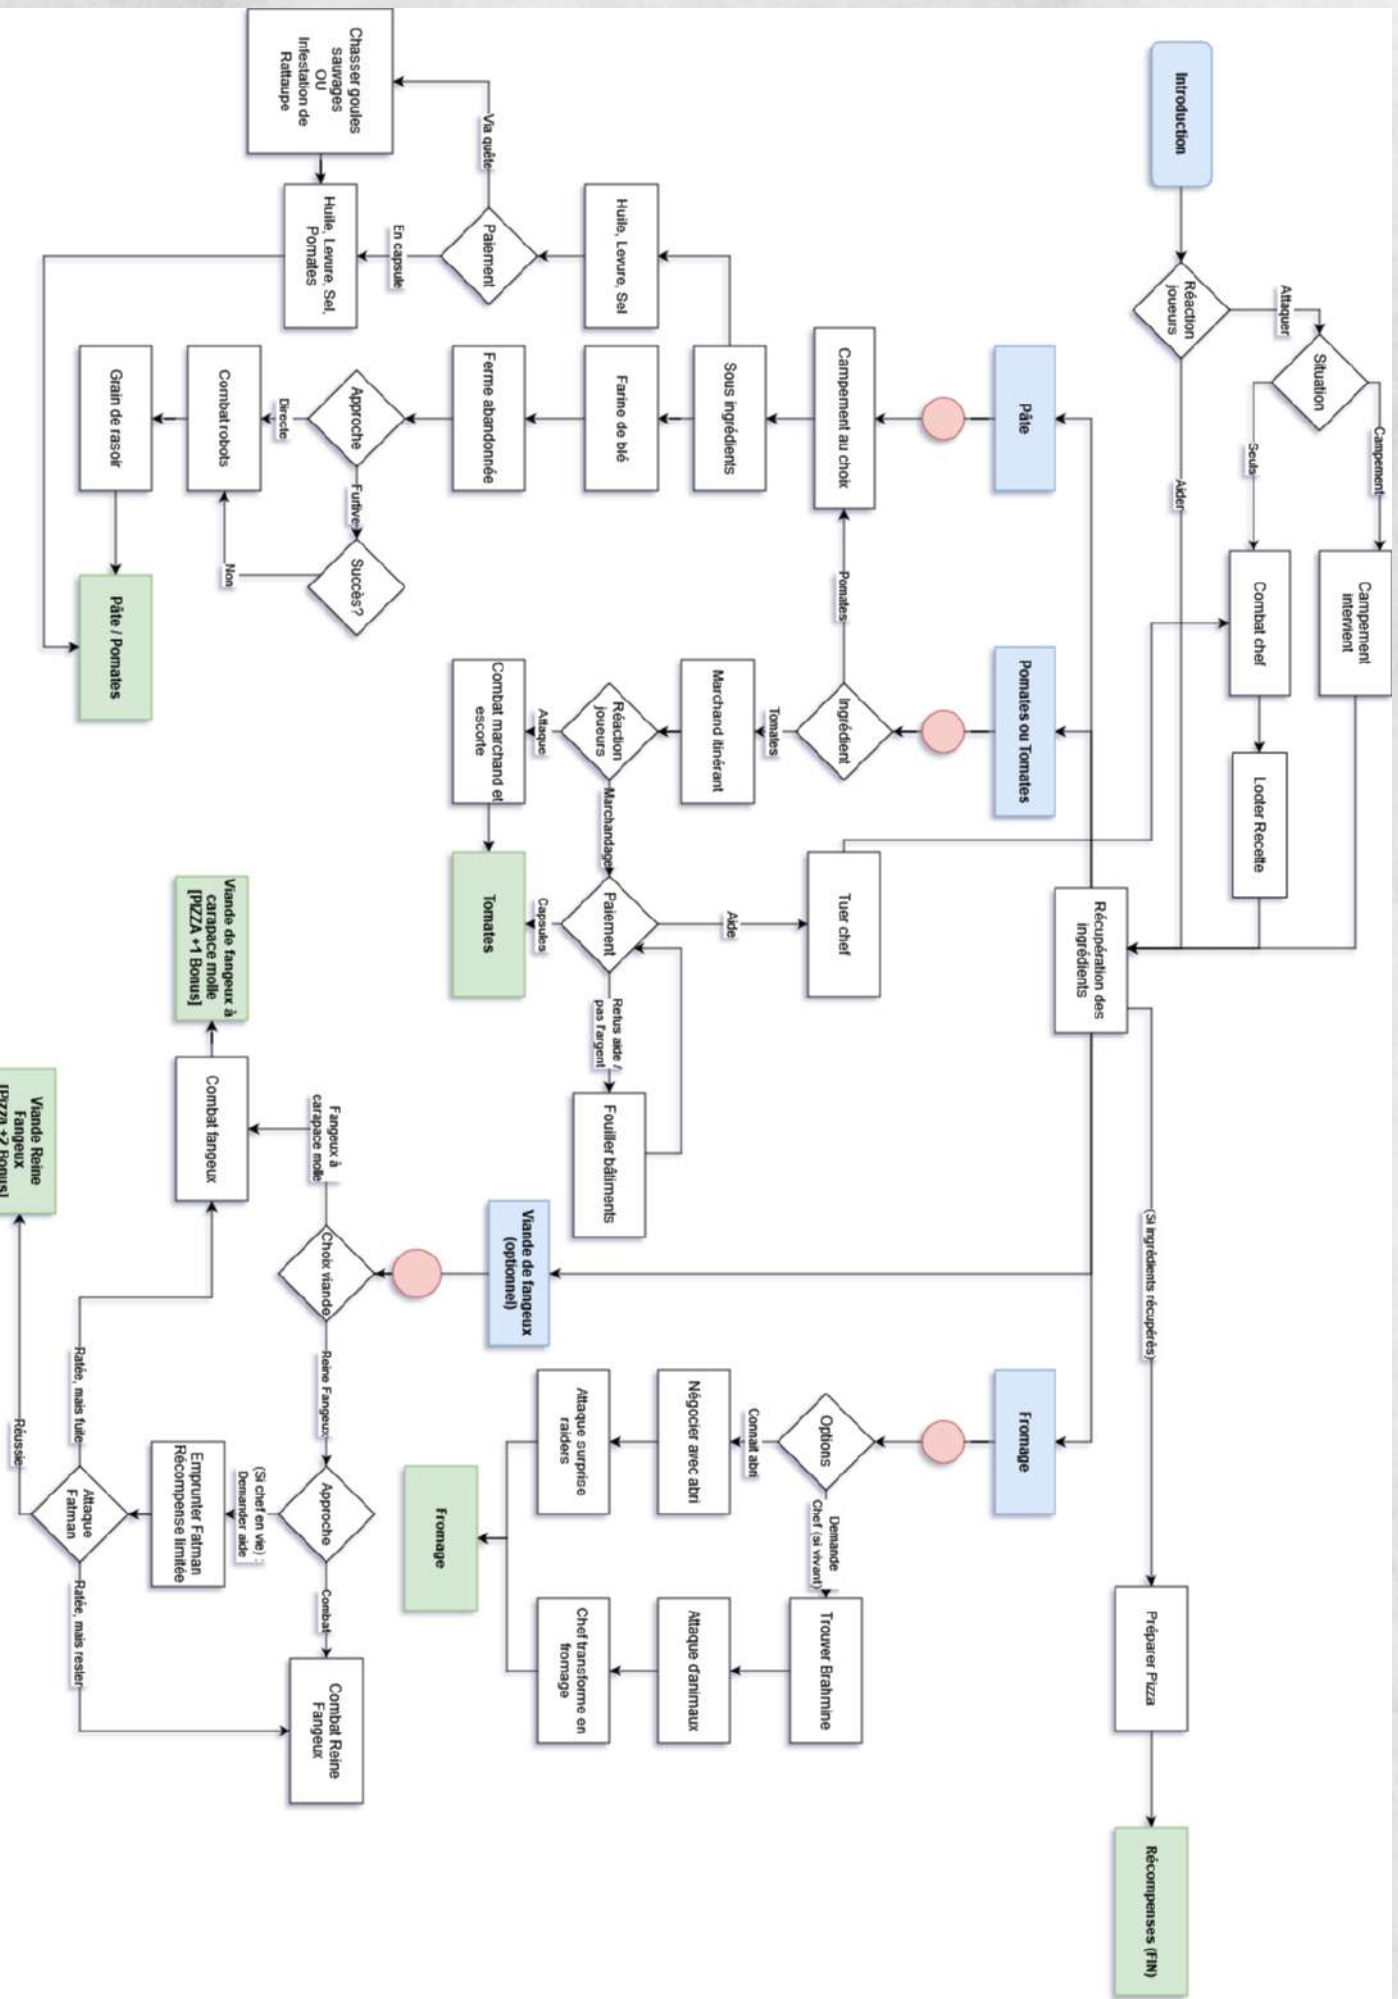 Introduction
Réaction
joueurs
Attaquer
Situation
Campement
Campement
intervient
Seuls
Combat chef
Looter Recette
Aider
Récupération des
ingrédients
(Si ingrédients récupérés)
Préparer Pizza
Récompenses (FIN)
Pâte
Campement au choix
Sous ingrédients
Huile, Levure, Sel
Paiement
Via quête
Chasser goules
sauvages
OU
Infestation de
Rattaupe
En capsule
Huile, Levure, Sel,
Pomates
Farine de blé
Ferme abandonnée
Approche
Directe
Furtive
Succès?
Non
Combat robots
Grain de rasoir
Pâte / Pomates
Pomates ou Tomates
Ingrédient
Pomates
Tomates
Marchand itinérant
Réaction
joueurs
Attaque
Combat marchand et
escorte
Marchandage
Paiement
Aide
Tuer chef
Capsules
Tomates
Refus aide /
pas l'argent
Fouiller bâtiments
Viande de fangeux
(optionnel)
Choix viande
Fangeux à
carapace molle
Combat fangeux
Viande de fangeux à
carapace molle
[PIZZA +1 Bonus]
Reine Fangeux
Approche
Combat
Combat Reine
Fangeux
(Si chef en vie) :
Demander aide
Emprunter Fatman
Récompense limitée
Attaque
Fatman
Ratée, mais fuite
Ratée, mais rester
Réussie
Viande Reine
Fangeux
[Pizza +2 Bonus]
Fromage
Options
Connait abri
Négocier avec abri
Attaque surprise
raiders
Demande
Chef (si vivant)
Trouver Brahmine
Attaque d'animaux
Chef transforme en
fromage
Fromage